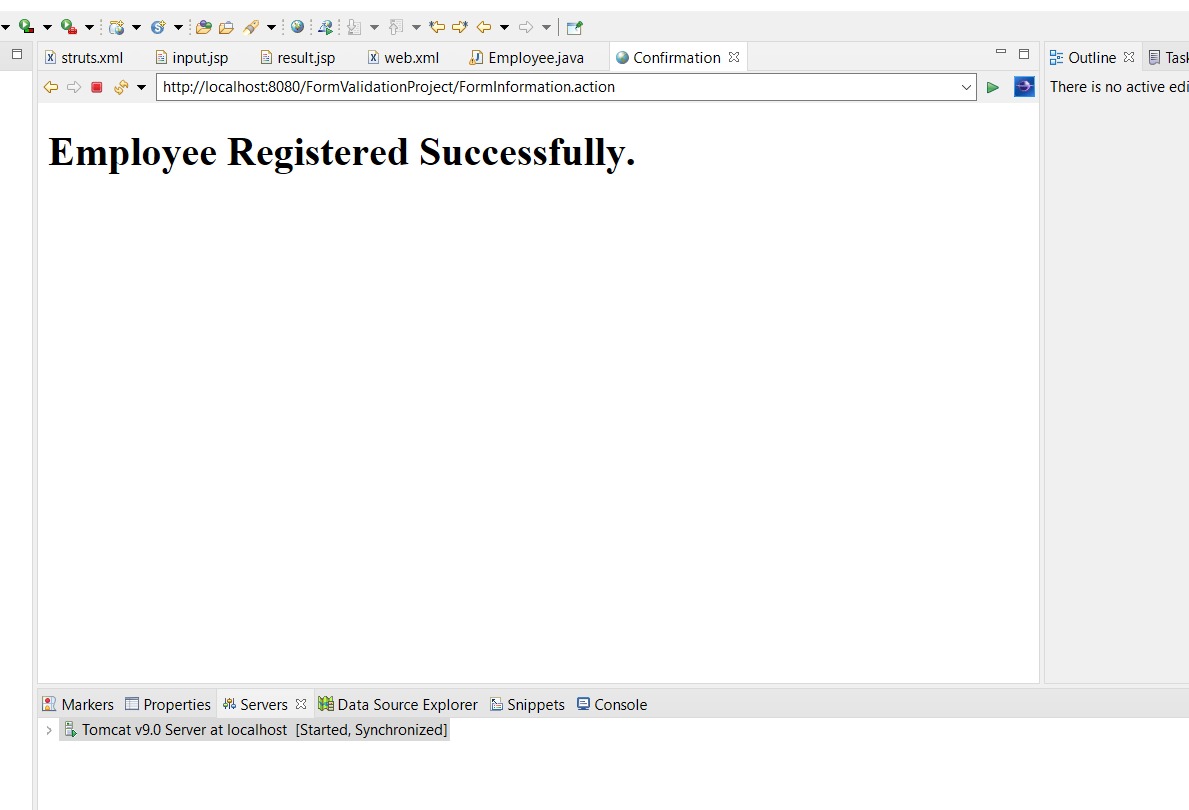 struts.xml input.jsp result.jsp web.xml Employee.java Confirmation
Outline Task
http://localhost:8080/FormValidationProject/FormInformation.action
There is no active edi
Employee Registered Successfully.
Markers Properties Servers Data Source Explorer Snippets Console
Tomcat v9.0 Server at localhost [Started, Synchronized]